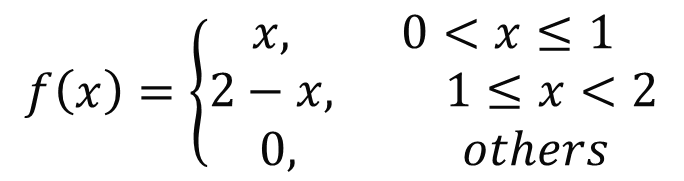 f(x) = { x, 0 < x ≤ 1
2 − x, 1 ≤ x < 2
0, others